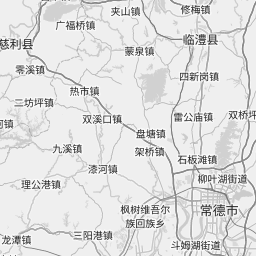 夹山镇
修梅镇
广福桥镇
临澧县
慈利县
蒙泉镇
零溪镇
四新岗镇
热市镇
二坊坪镇
双溪口镇
雷公庙镇
双桥坪
盘塘镇
架桥镇
九溪镇
石板滩镇
漆河镇
柳叶湖街道
理公港镇
枫树维吾尔
族回族乡
常德市
三阳港镇
龙潭镇
斗姆湖街道